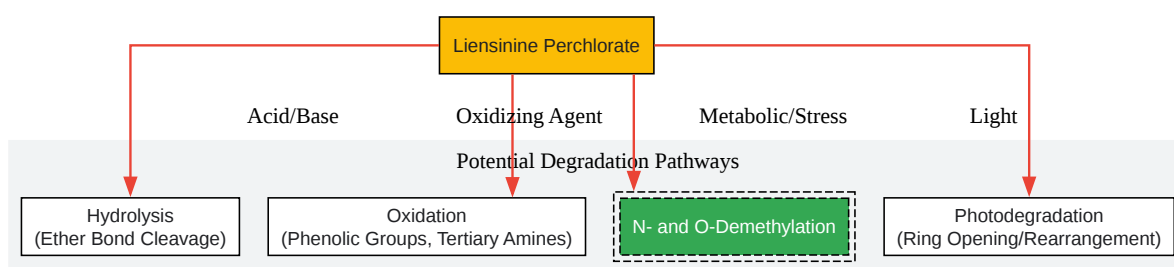 Liensinine Perchlorate
Acid/Base
Oxidizing Agent
Metabolic/Stress
Light
Potential Degradation Pathways
Hydrolysis
(Ether Bond Cleavage)
Oxidation
(Phenolic Groups, Tertiary Amines)
N- and O-Demethylation
Photodegradation
(Ring Opening/Rearrangement)